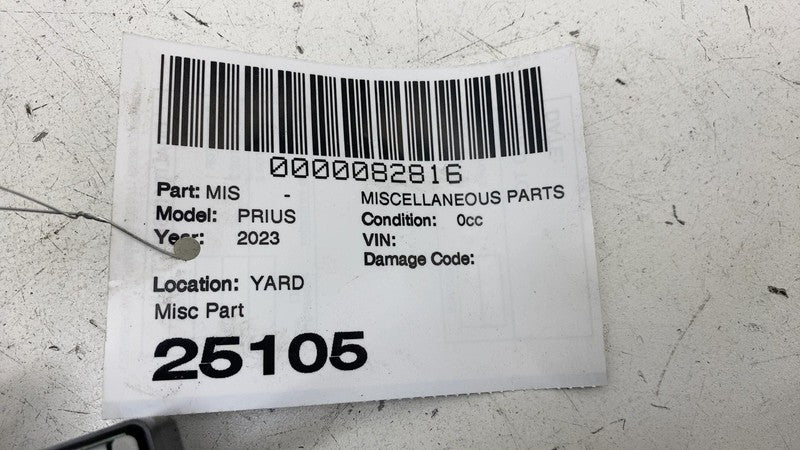 0000082816
Part: MIS - MISCELLANEOUS PARTS
Model: PRIUS Condition: 0cc
Year: 2023 VIN:
Damage Code:
Location: YARD
Misc Part
25105